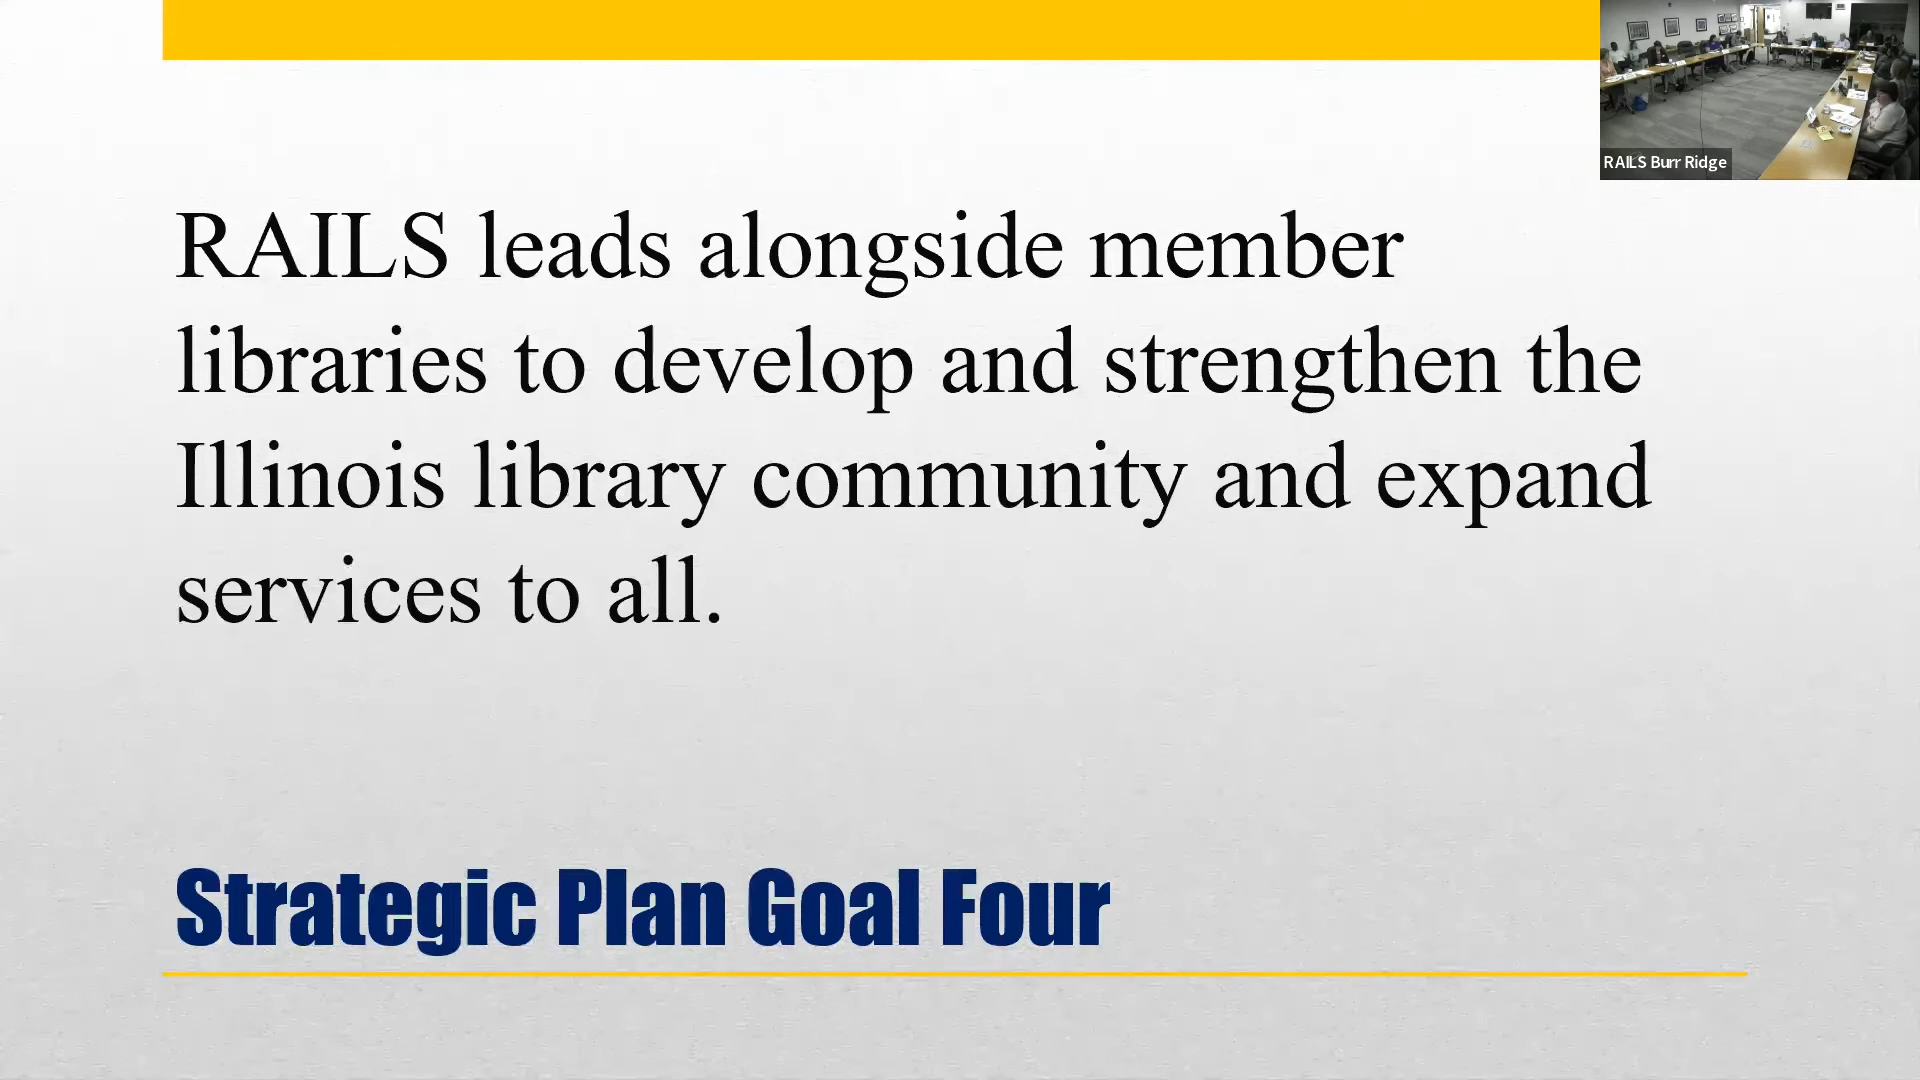 RAILS Burr Ridge
RAILS leads alongside member
libraries to develop and strengthen the
Illinois library community and expand
services to all.
Strategic Plan Goal Four